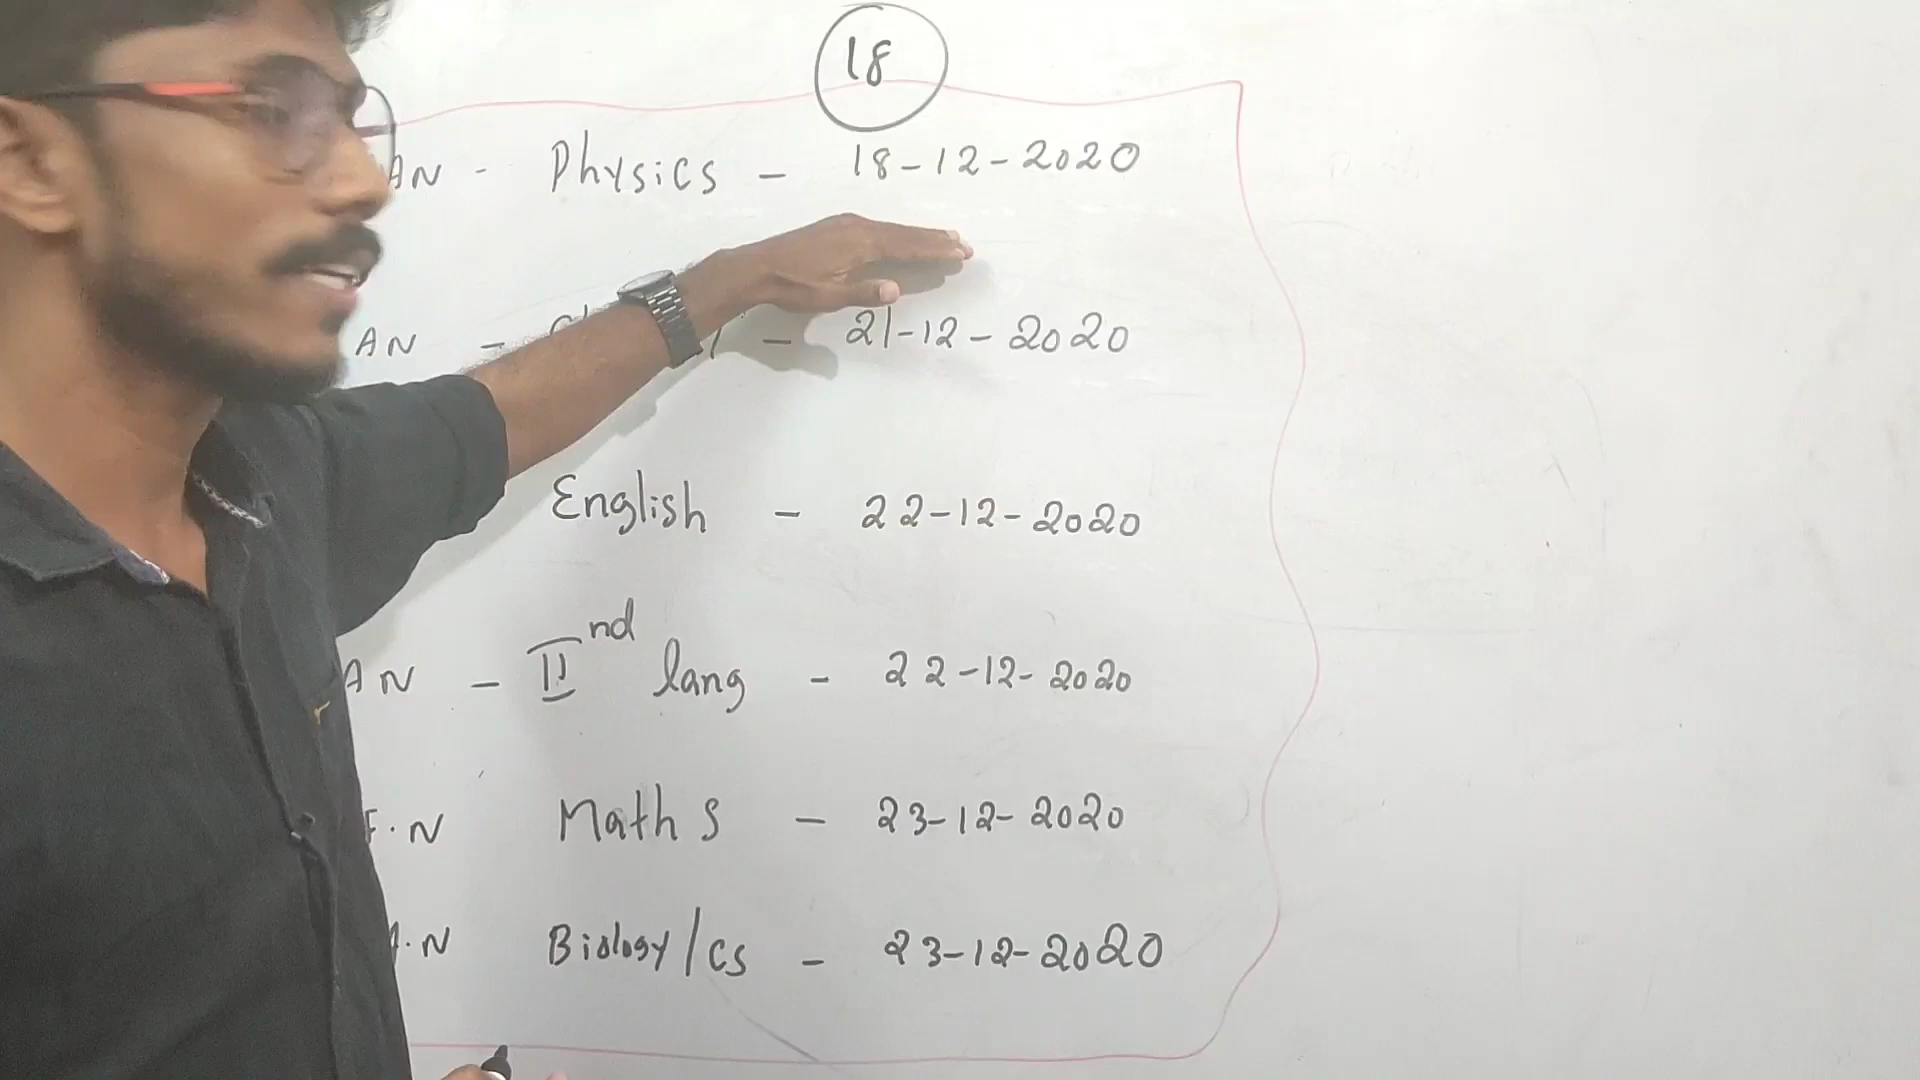 18
AN - Physics - 18-12-2020
AN - - 21-12-2020
English - 22-12-2020
AN - II nd lang - 22-12-2020
F.N Maths - 23-12-2020
A.N Biology/cs - 23-12-2020